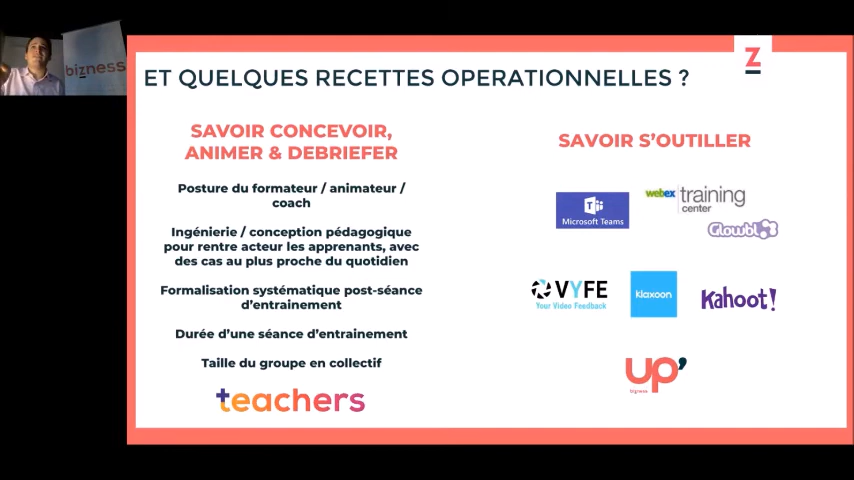 bizness
Z
ET QUELQUES RECETTES OPERATIONNELLES ?
SAVOIR CONCEVOIR,
ANIMER & DEBRIEFER
Posture du formateur / animateur /
coach
Ingénierie / conception pédagogique
pour rentre acteur les apprenants, avec
des cas au plus proche du quotidien
Formalisation systématique post-séance
d'entrainement
Durée d'une séance d'entrainement
Taille du groupe en collectif
teachers
SAVOIR S'OUTILLER
Microsoft Teams
webex training
center
Glowbl
VYFE
Your Video Feedback
klaxoon
Kahoot!
up'
bizness